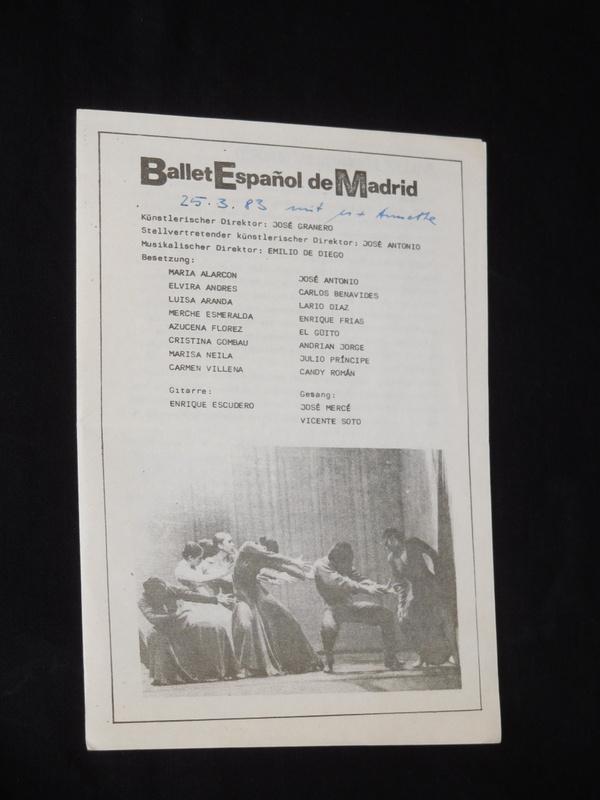 Ballet Español de Madrid
25.3.83 mit
Künstlerischer Direktor: JOSÉ GRANERO
Stellvertretender künstlerischer Direktor: JOSÉ ANTONIO
Musikalischer Direktor: EMILIO DE DIEGO
Besetzung:
MARIA ALARCON
ELVIRA ANDRES
LUISA ARANDA
MERCHE ESMERALDA
AZUCENA FLOREZ
CRISTINA GOMBAU
MARISA NEILA
CARMEN VILLENA
JOSÉ ANTONIO
CARLOS BENAVIDES
LARIO DIAZ
ENRIQUE FRIAS
EL GÜITO
ANDRIAN JORGE
JULIO PRÍNCIPE
CANDY ROMÁN
Gitarre:
ENRIQUE ESCUDERO
Gesang:
JOSÉ MERCÉ
VICENTE SOTO